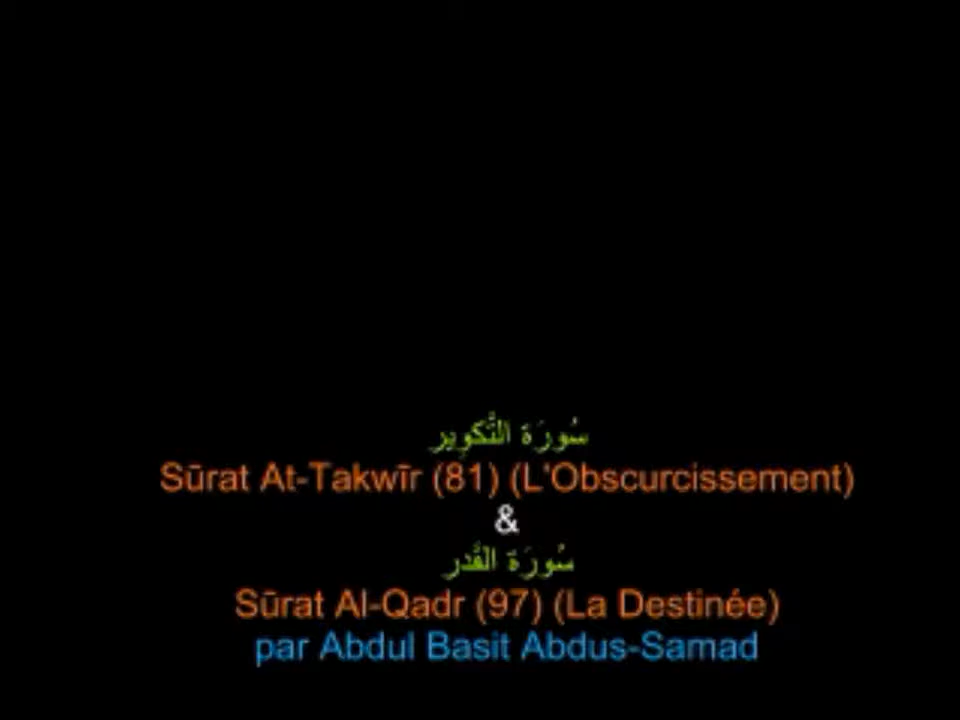 سُورَة التَّكوِير
Sūrat At-Takwīr (81) (L'Obscurcissement)
&
سُورَة القَدر
Sūrat Al-Qadr (97) (La Destinée)
par Abdul Basit Abdus-Samad